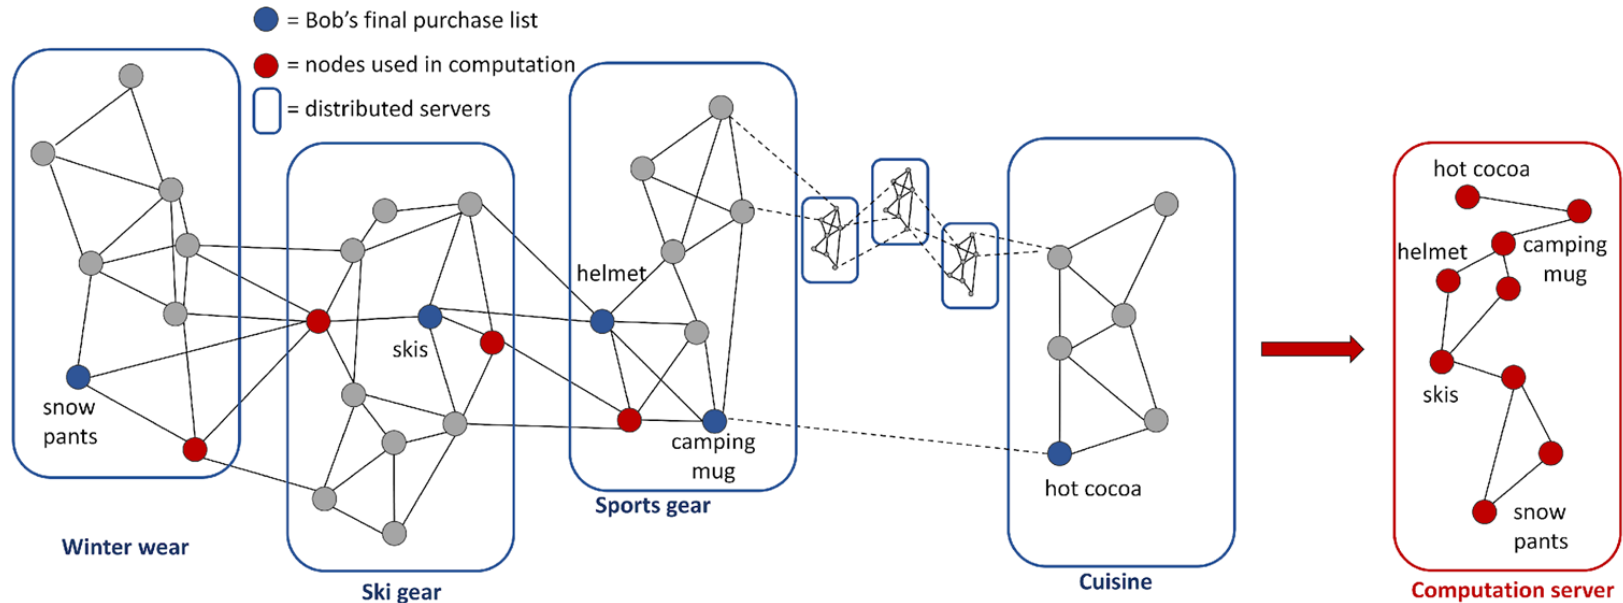 = Bob's final purchase list
= nodes used in computation
= distributed servers
snow
pants
Winter wear
skis
Ski gear
helmet
camping
mug
Sports gear
hot cocoa
Cuisine
hot cocoa
helmet
camping
mug
skis
snow
pants
Computation server